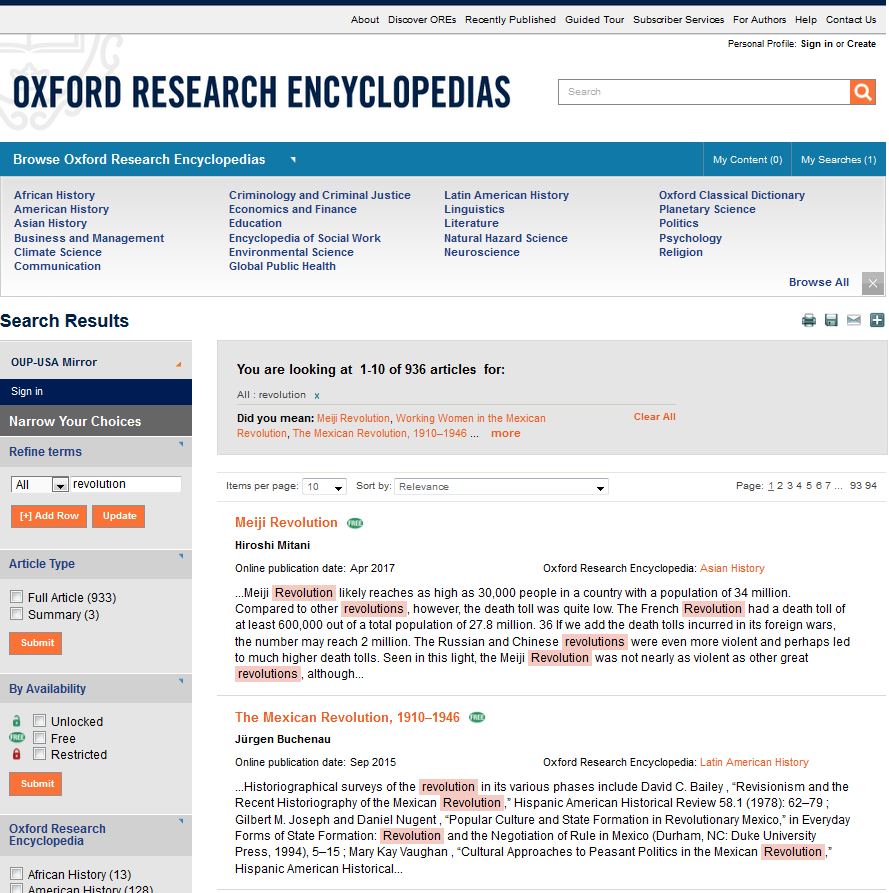 About Discover OREs Recently Published Guided Tour Subscriber Services For Authors Help Contact Us
Personal Profile: Sign in or Create
OXFORD RESEARCH ENCYCLOPEDIAS
Search
Browse Oxford Research Encyclopedias
My Content (0) My Searches (1)
African History
American History
Asian History
Business and Management
Climate Science
Communication
Criminology and Criminal Justice
Economics and Finance
Education
Encyclopedia of Social Work
Environmental Science
Global Public Health
Latin American History
Linguistics
Literature
Natural Hazard Science
Neuroscience
Oxford Classical Dictionary
Planetary Science
Politics
Psychology
Religion
Browse All
Search Results
OUP-USA Mirror
Sign in
Narrow Your Choices
Refine terms
All revolution
[+] Add Row Update
Article Type
Full Article (933)
Summary (3)
Submit
By Availability
Unlocked
FREE Free
Restricted
Submit
Oxford Research
Encyclopedia
African History (13)
American History (128)
You are looking at 1-10 of 936 articles for:
All : revolution x
Did you mean: Meiji Revolution, Working Women in the Mexican
Revolution, The Mexican Revolution, 1910–1946 ... more
Clear All
Items per page: 10 Sort by: Relevance
Page: 1 2 3 4 5 6 7 ... 93 94
Meiji Revolution FREE
Hiroshi Mitani
Online publication date: Apr 2017 Oxford Research Encyclopedia: Asian History
...Meiji Revolution likely reaches as high as 30,000 people in a country with a population of 34 million.
Compared to other revolutions , however, the death toll was quite low. The French Revolution had a death toll of
at least 600,000 out of a total population of 27.8 million. 36 If we add the death tolls incurred in its foreign wars,
the number may reach 2 million. The Russian and Chinese revolutions were even more violent and perhaps led
to much higher death tolls. Seen in this light, the Meiji Revolution was not nearly as violent as other great
revolutions , although...
The Mexican Revolution, 1910–1946 FREE
Jürgen Buchenau
Online publication date: Sep 2015 Oxford Research Encyclopedia: Latin American History
...Historiographical surveys of the revolution in its various phases include David C. Bailey , “Revisionism and the
Recent Historiography of the Mexican Revolution ,” Hispanic American Historical Review 58.1 (1978): 62–79 ;
Gilbert M. Joseph and Daniel Nugent , “Popular Culture and State Formation in Revolutionary Mexico,” in Everyday
Forms of State Formation: Revolution and the Negotiation of Rule in Mexico (Durham, NC: Duke University
Press, 1994), 5–15 ; Mary Kay Vaughan , “Cultural Approaches to Peasant Politics in the Mexican Revolution ,”
Hispanic American Historical...